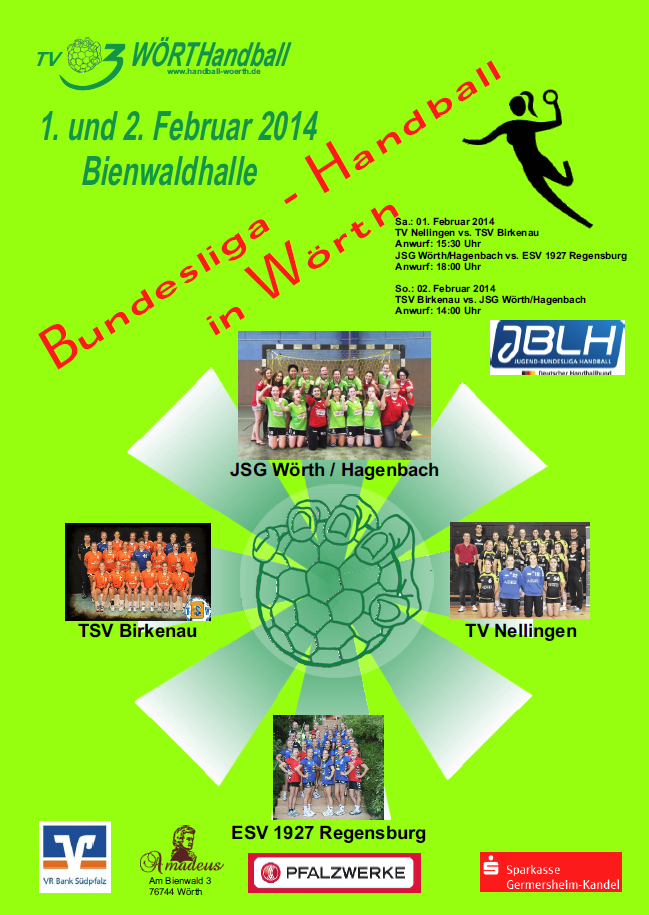 TV 03 WÖRTHandball
www.handball-woerth.de
1. und 2. Februar 2014
Bienwaldhalle
Bundesliga - Handball
in Wörth
Sa.: 01. Februar 2014
TV Nellingen vs. TSV Birkenau
Anwurf: 15:30 Uhr
JSG Wörth/Hagenbach vs. ESV 1927 Regensburg
Anwurf: 18:00 Uhr
So.: 02. Februar 2014
TSV Birkenau vs. JSG Wörth/Hagenbach
Anwurf: 14:00 Uhr
JBLH
JUGEND-BUNDESLIGA HANDBALL
Deutscher Handballbund
JSG Wörth / Hagenbach
TSV Birkenau
TV Nellingen
ESV 1927 Regensburg
VR Bank Südpfalz
Amadeus
Am Bienwald 3
76744 Wörth
PFALZWERKE
Sparkasse
Germersheim-Kandel